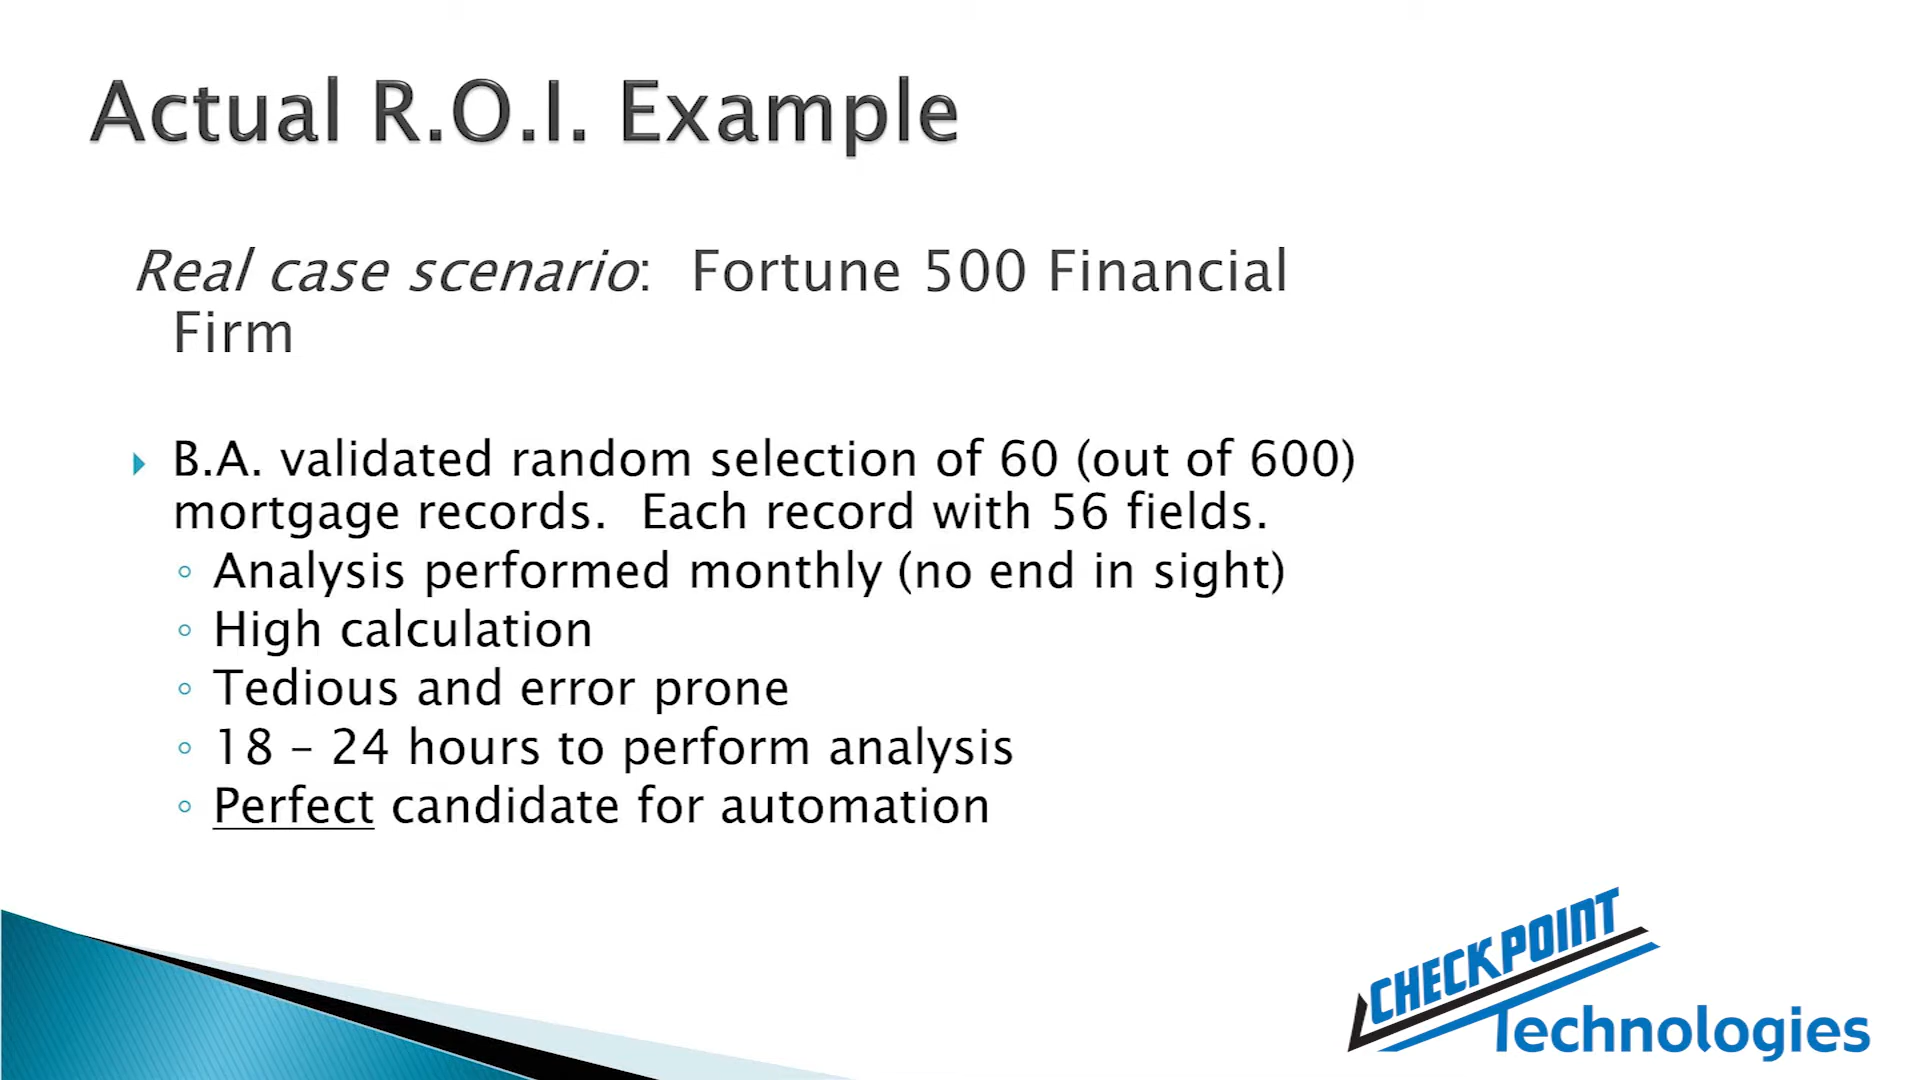 Actual R.O.I. Example
Real case scenario: Fortune 500 Financial
Firm
B.A. validated random selection of 60 (out of 600)
mortgage records. Each record with 56 fields.
Analysis performed monthly (no end in sight)
High calculation
Tedious and error prone
18 – 24 hours to perform analysis
Perfect candidate for automation
CHECKPOINT
Technologies